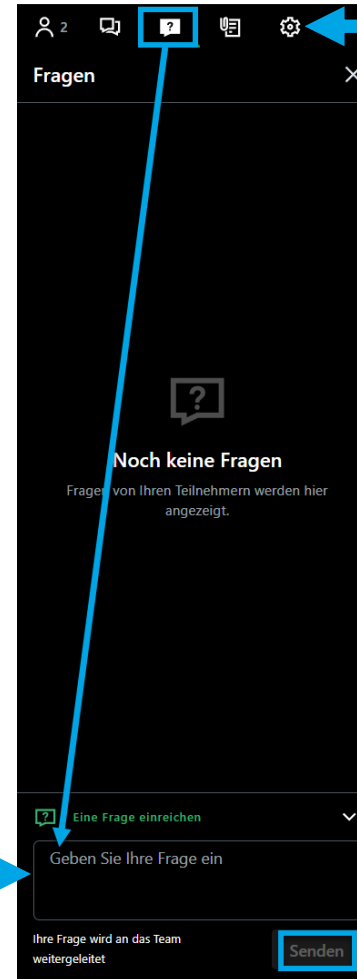 2
Fragen
Noch keine Fragen
Fragen von Ihren Teilnehmern werden hier
angezeigt.
Eine Frage einreichen
Geben Sie Ihre Frage ein
Ihre Frage wird an das Team
weitergeleitet
Senden